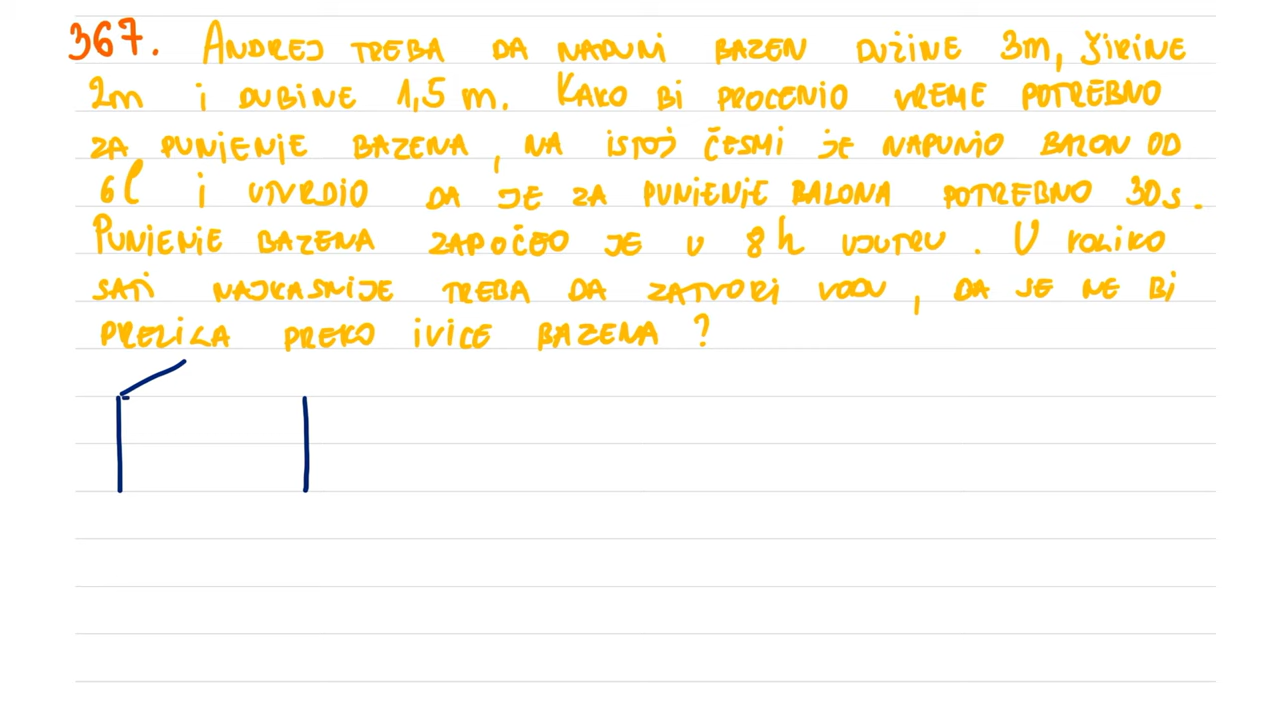 367. ANDREJ TREBA DA NAPUNI BAZEN DUŽINE 3m, ŠIRINE
2m i DUBINE 1,5 m. KAKO BI PROCENIO VREME POTREBNO
ZA PUNJENJE BAZENA, NA ISTOJ ČESMI JE NAPUNIO BALON OD
6l i UTVRDIO DA JE ZA PUNJENJE BALONA POTREBNO 30s.
PUNJENJE BAZENA ZAPOČEO JE U 8h UJUTRU. U KOLIKO
SATI NAJKASNIJE TREBA DA ZATVORI VODU, DA SE NE BI
PRELILA PREKO IVICE BAZENA?